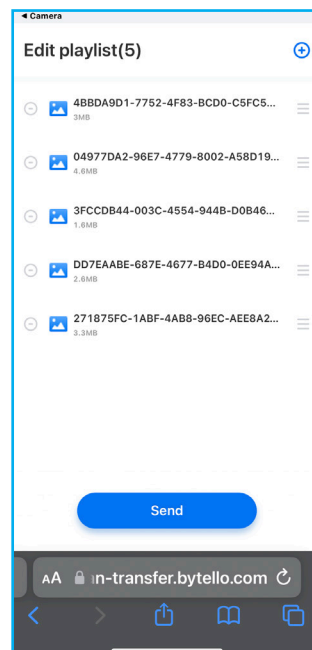 ◀ Camera
Edit playlist(5)
4BBDA9D1-7752-4F83-BCD0-C5FC5...
3MB
04977DA2-96E7-4779-8002-A58D19...
4.6MB
3FCCDB44-003C-4554-944B-D0B46...
1.6MB
DD7EAABE-687E-4677-B4D0-0EE94A...
2.6MB
271875FC-1ABF-4AB8-96EC-AEE8A2...
3.3MB
Send
AA n-transfer.bytello.com